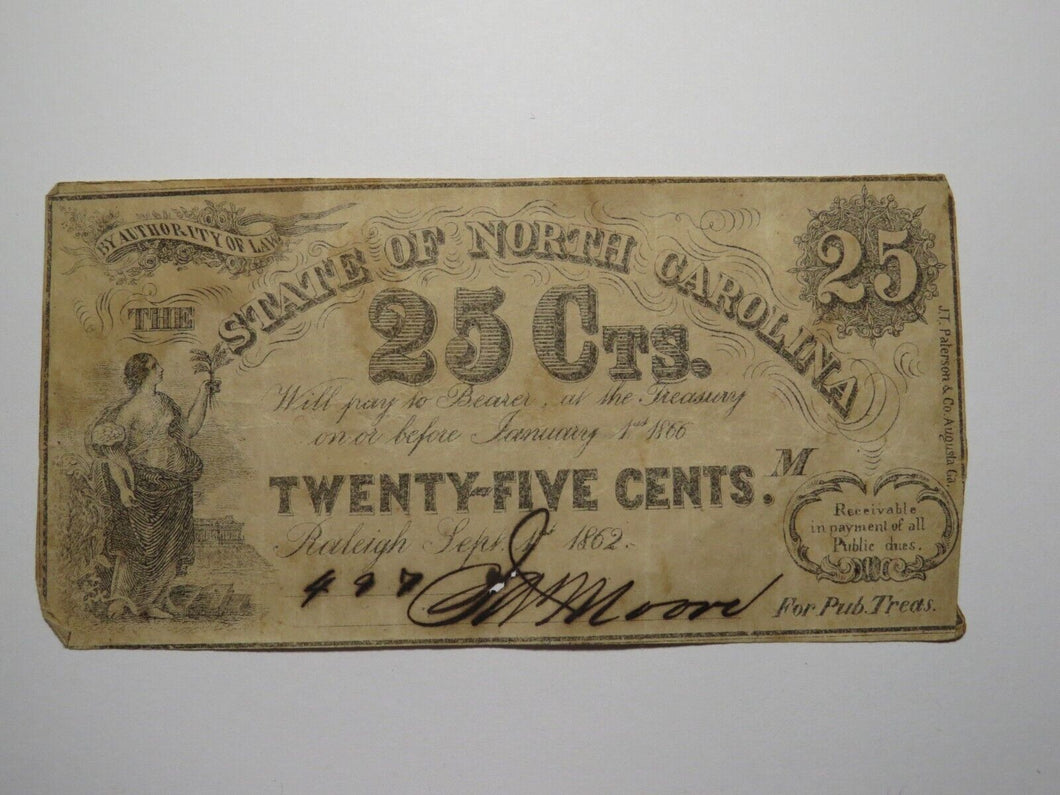 BY AUTHORITY OF LAW
THE
STATE OF NORTH CAROLINA
25
25 CTS.
Will pay to Bearer, at the Treasury
on or before January 1st 1866
TWENTY-FIVE CENTS.
M
Receivable
in payment of all
Public dues.
Raleigh Sept. 1st 1862.
497
Moore
For Pub. Treas.
J.T. Paterson & Co. Augusta Ga.